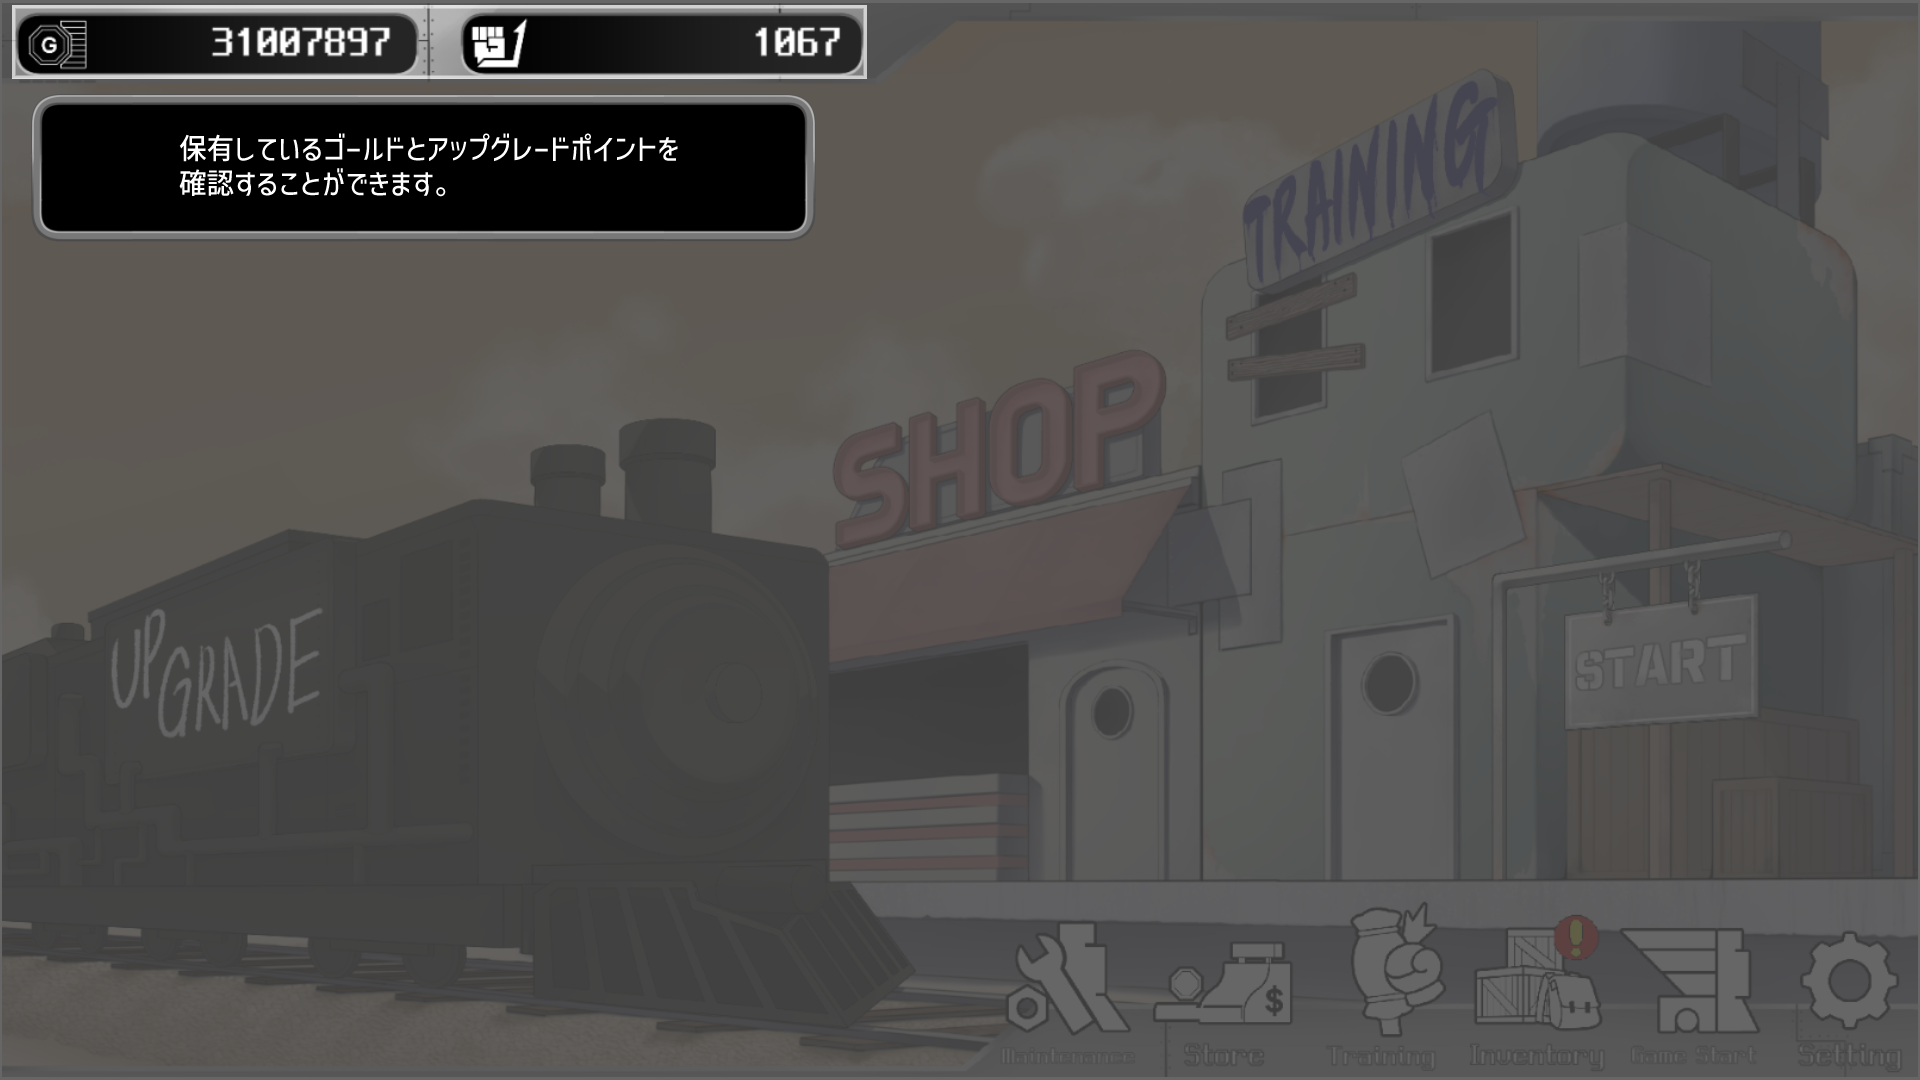 G 31007897 1067
保有しているゴールドとアップグレードポイントを
確認することができます。
TRAINING
SHOP
UPGRADE
START
$
Maintenance Store Training Inventory Game Start Setting